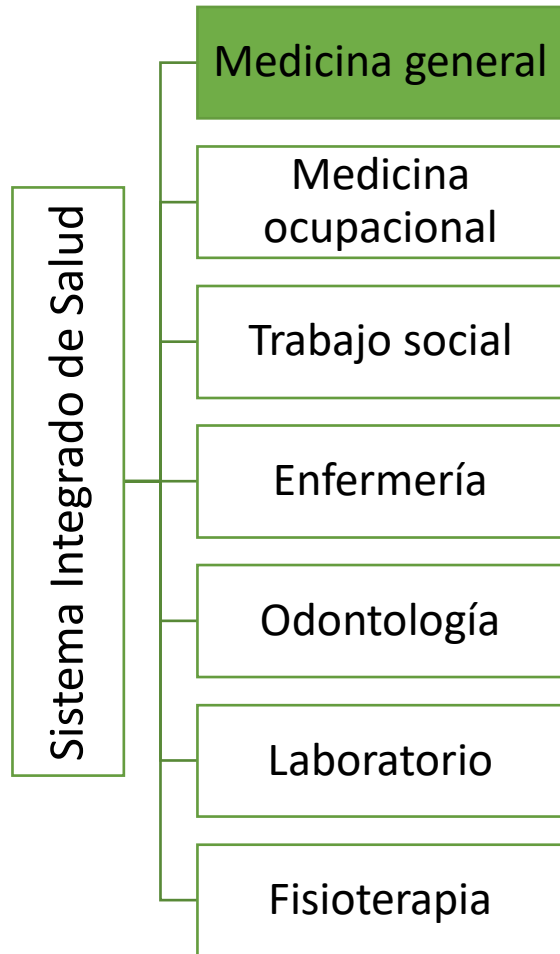 Sistema Integrado de Salud
Medicina general
Medicina
ocupacional
Trabajo social
Enfermería
Odontología
Laboratorio
Fisioterapia